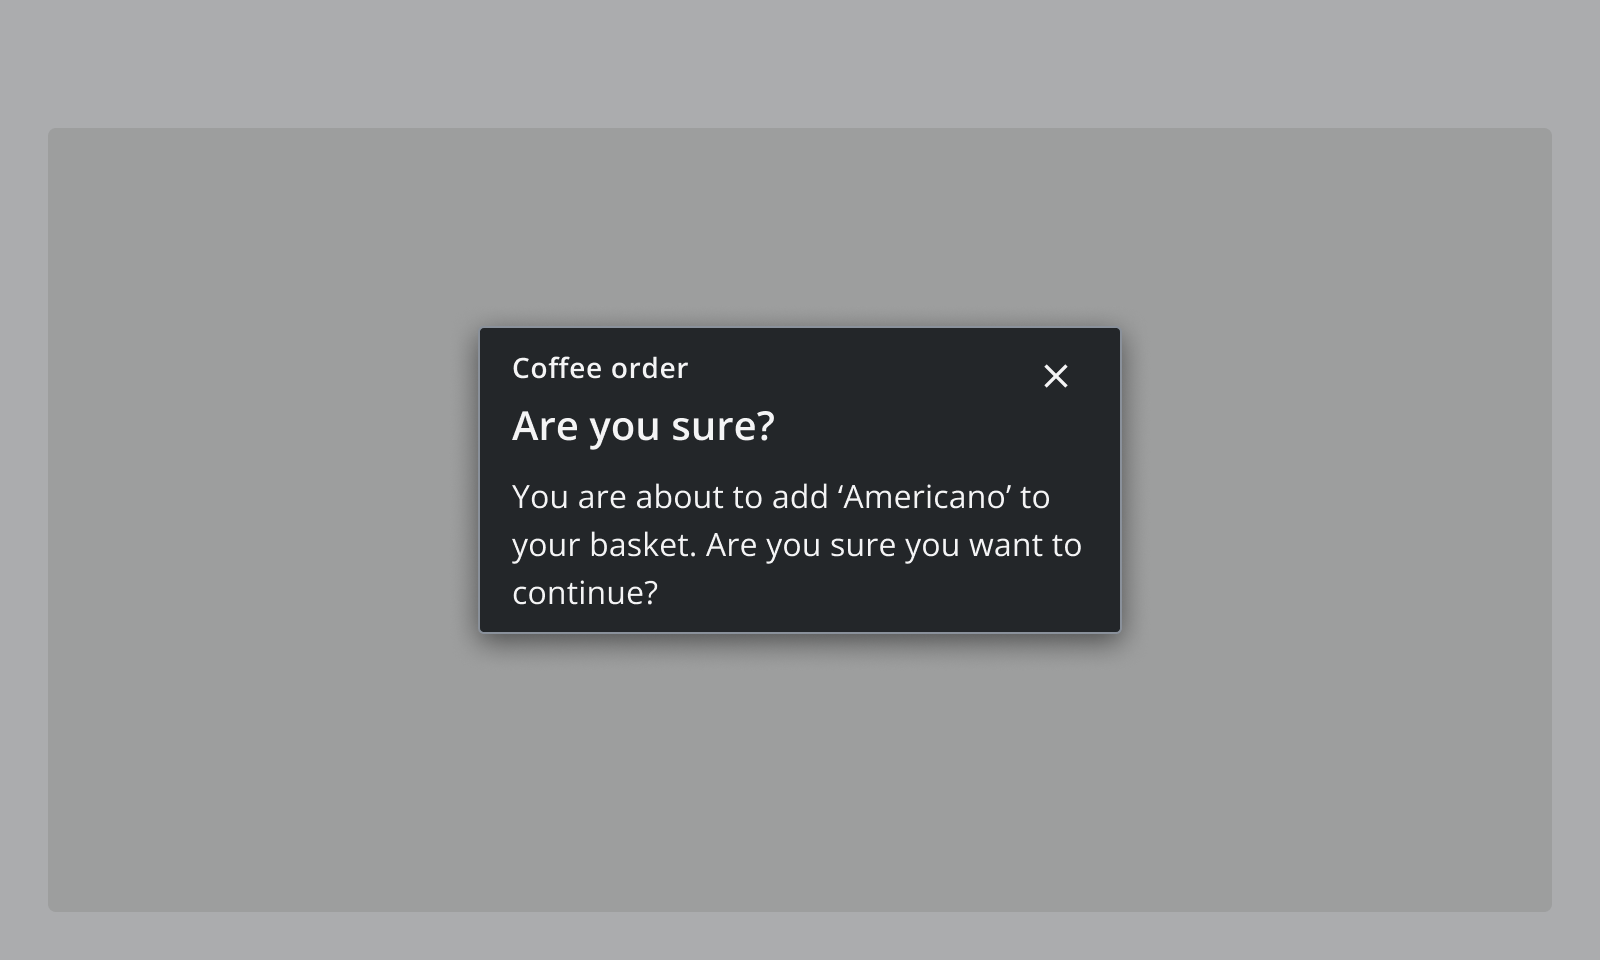 Coffee order
Are you sure?
You are about to add ‘Americano’ to
your basket. Are you sure you want to
continue?